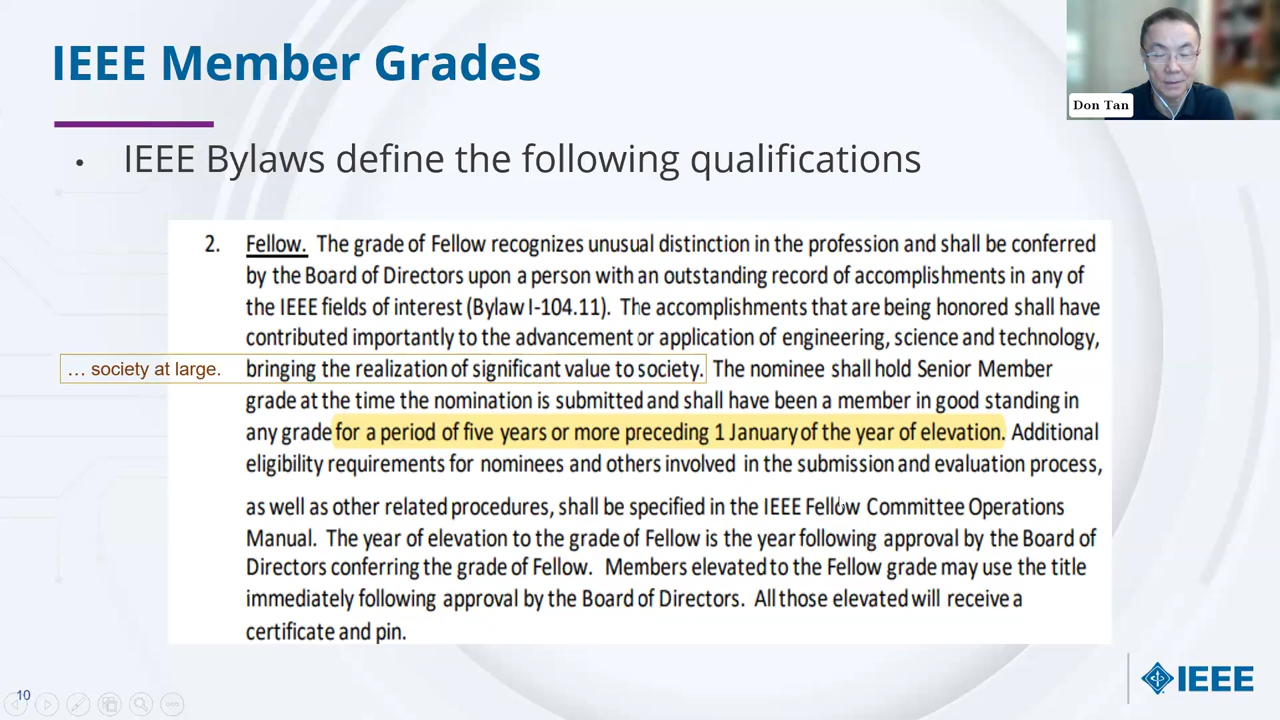 IEEE Member Grades
Don Tan
• IEEE Bylaws define the following qualifications
2. Fellow. The grade of Fellow recognizes unusual distinction in the profession and shall be conferred
by the Board of Directors upon a person with an outstanding record of accomplishments in any of
the IEEE fields of interest (Bylaw I-104.11). The accomplishments that are being honored shall have
contributed importantly to the advancement or application of engineering, science and technology,
… society at large.
bringing the realization of significant value to society. The nominee shall hold Senior Member
grade at the time the nomination is submitted and shall have been a member in good standing in
any grade for a period of five years or more preceding 1 January of the year of elevation. Additional
eligibility requirements for nominees and others involved in the submission and evaluation process,
as well as other related procedures, shall be specified in the IEEE Fellow Committee Operations
Manual. The year of elevation to the grade of Fellow is the year following approval by the Board of
Directors conferring the grade of Fellow. Members elevated to the Fellow grade may use the title
immediately following approval by the Board of Directors. All those elevated will receive a
certificate and pin.
10
IEEE